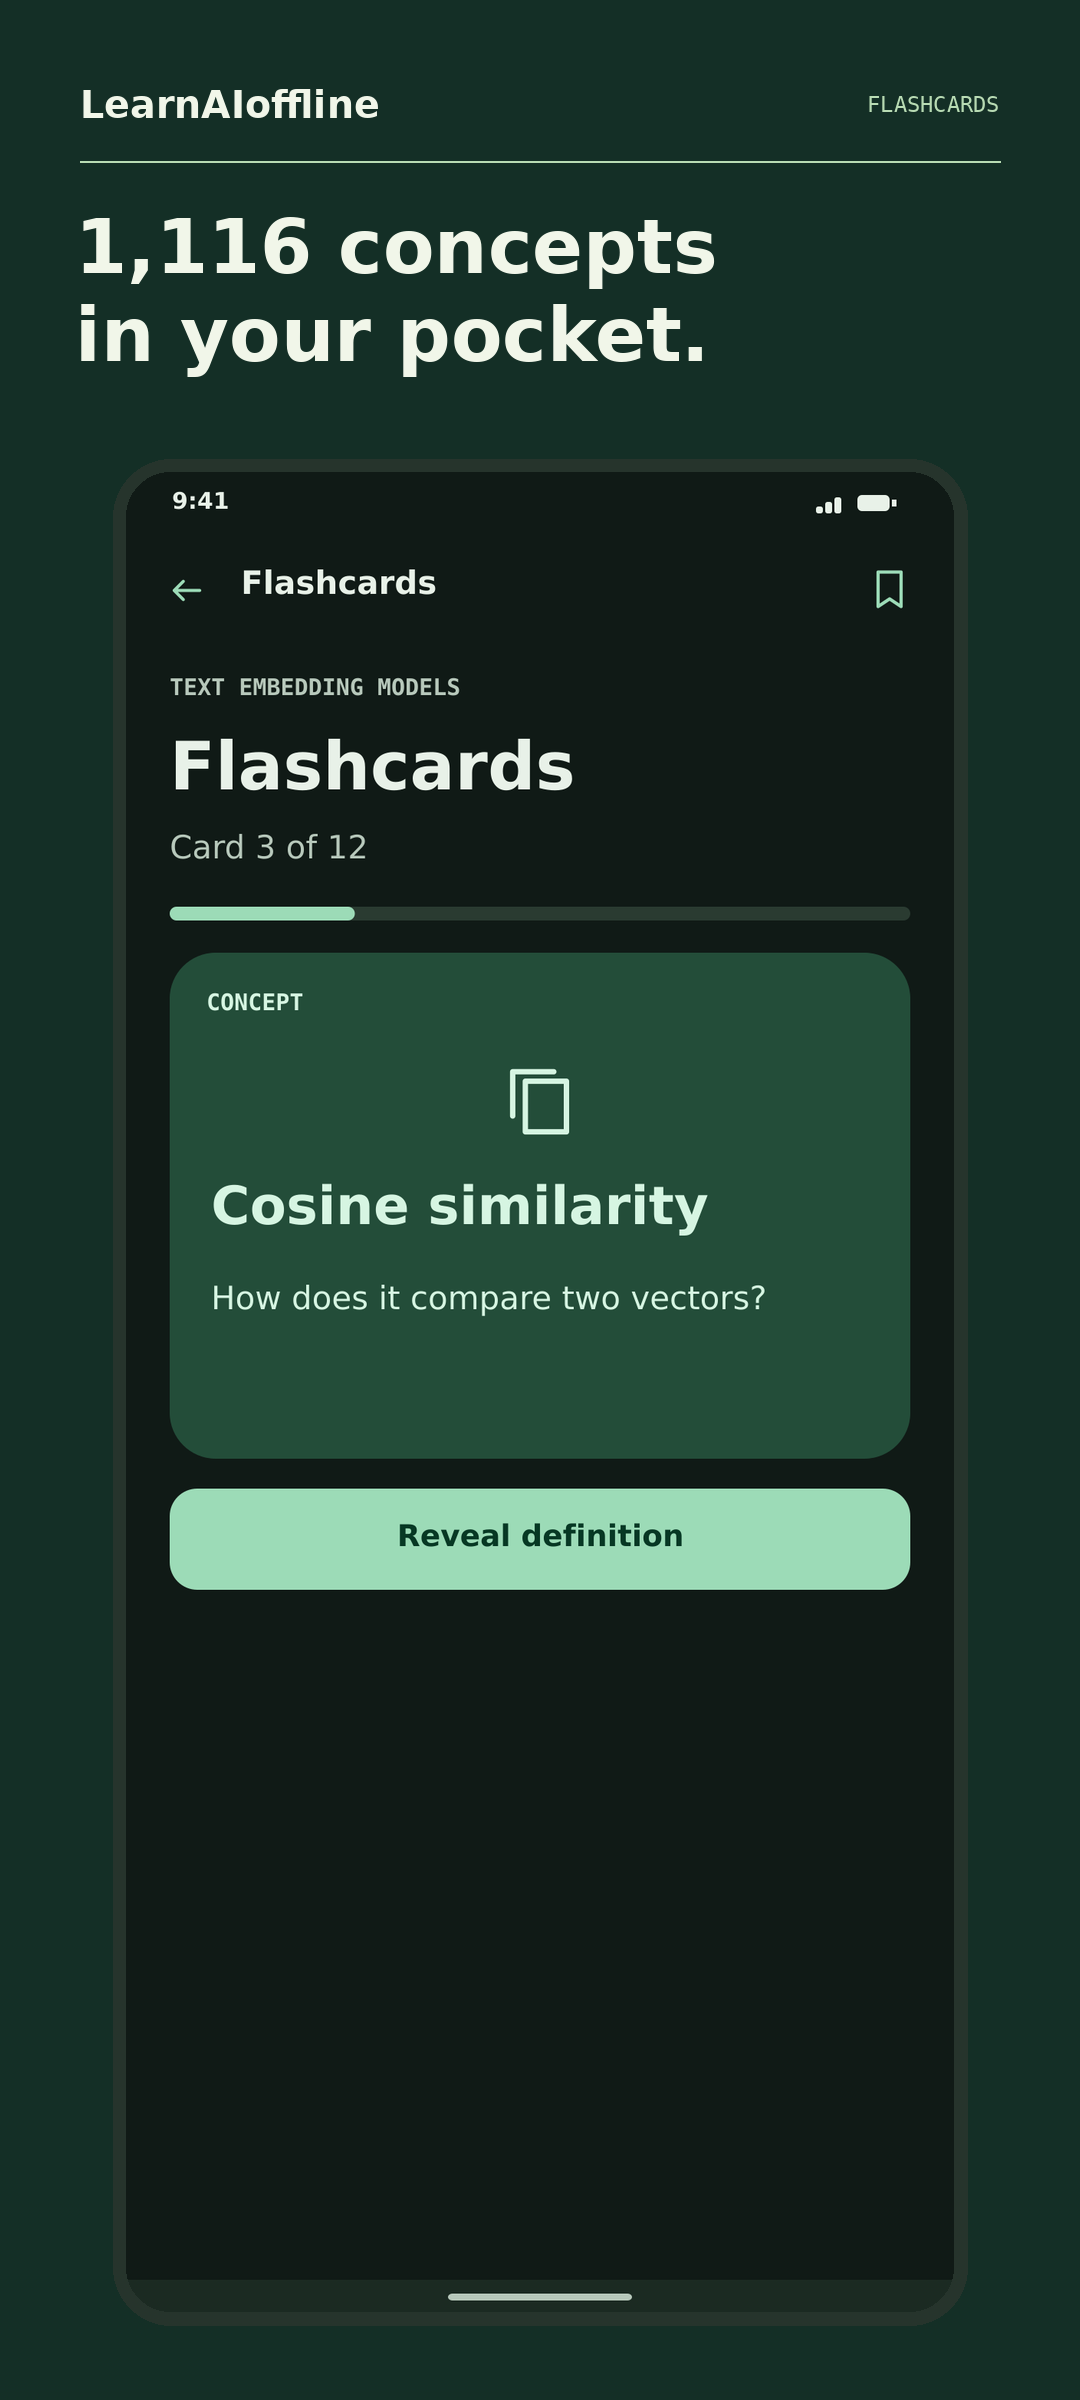 LearnAIoffline
FLASHCARDS
1,116 concepts
in your pocket.
9:41
Flashcards
TEXT EMBEDDING MODELS
Flashcards
Card 3 of 12
CONCEPT
Cosine similarity
How does it compare two vectors?
Reveal definition